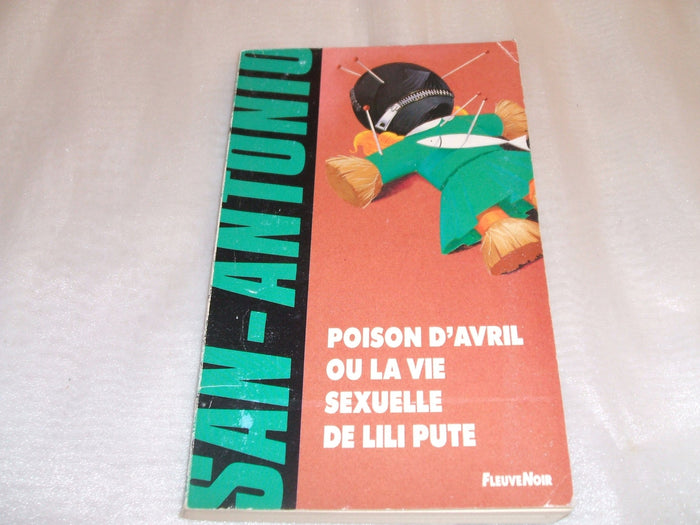 SAN-ANTONIO
POISON D'AVRIL
OU LA VIE
SEXUELLE
DE LILI PUTE
FLEUVENOIR